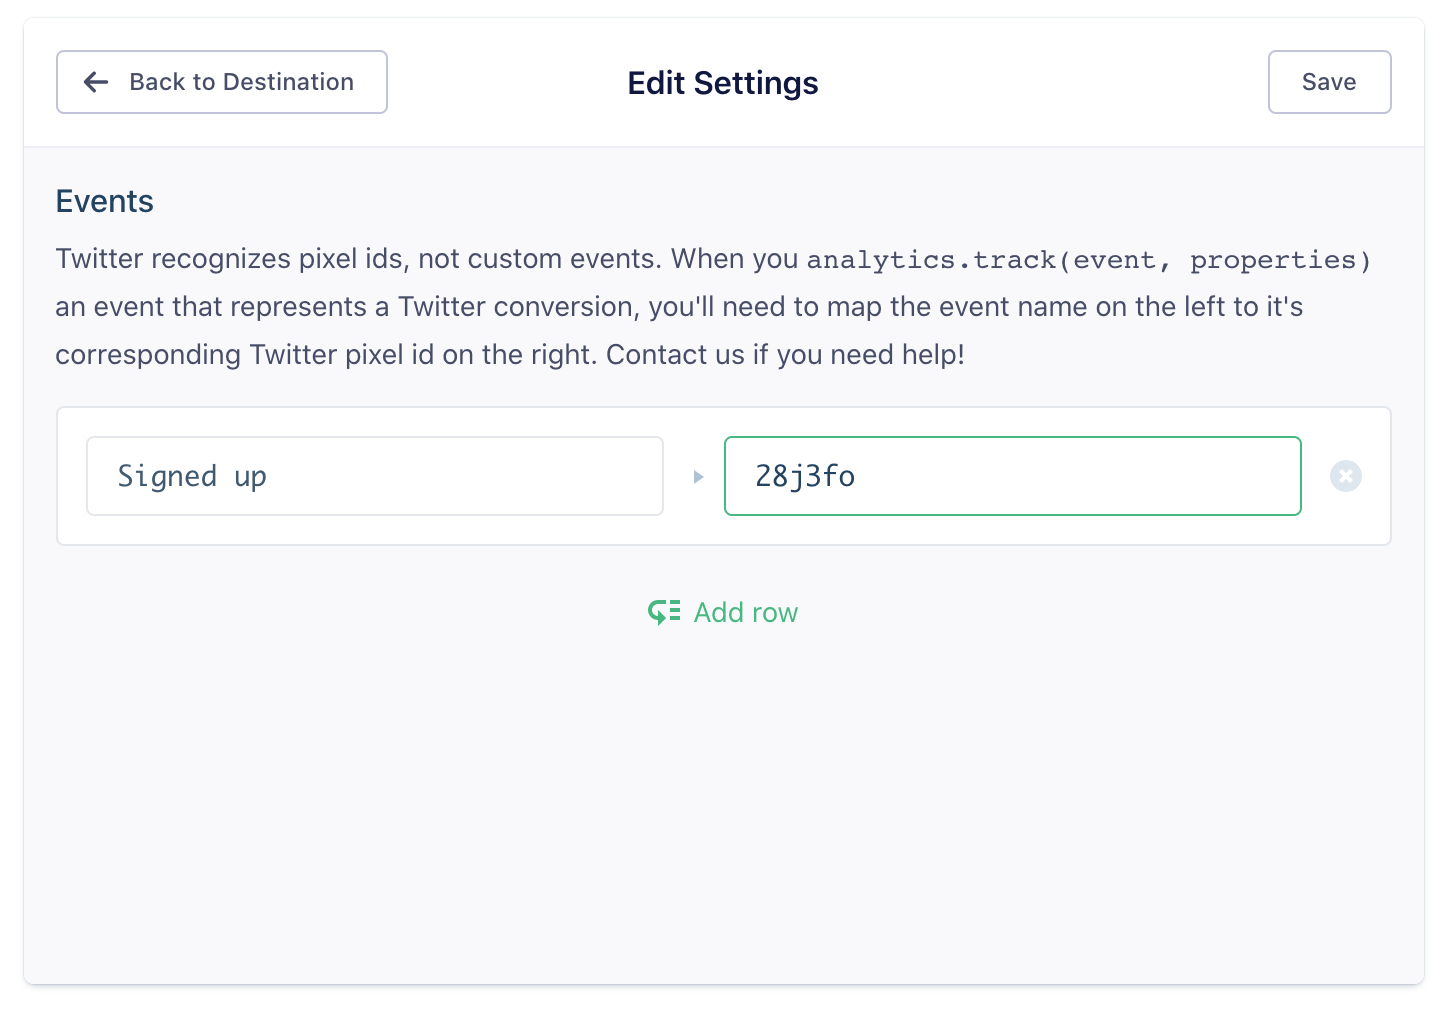 Back to Destination
Edit Settings
Save
Events
Twitter recognizes pixel ids, not custom events. When you analytics.track(event, properties)
an event that represents a Twitter conversion, you'll need to map the event name on the left to it's
corresponding Twitter pixel id on the right. Contact us if you need help!
Signed up
28j3fo
Add row